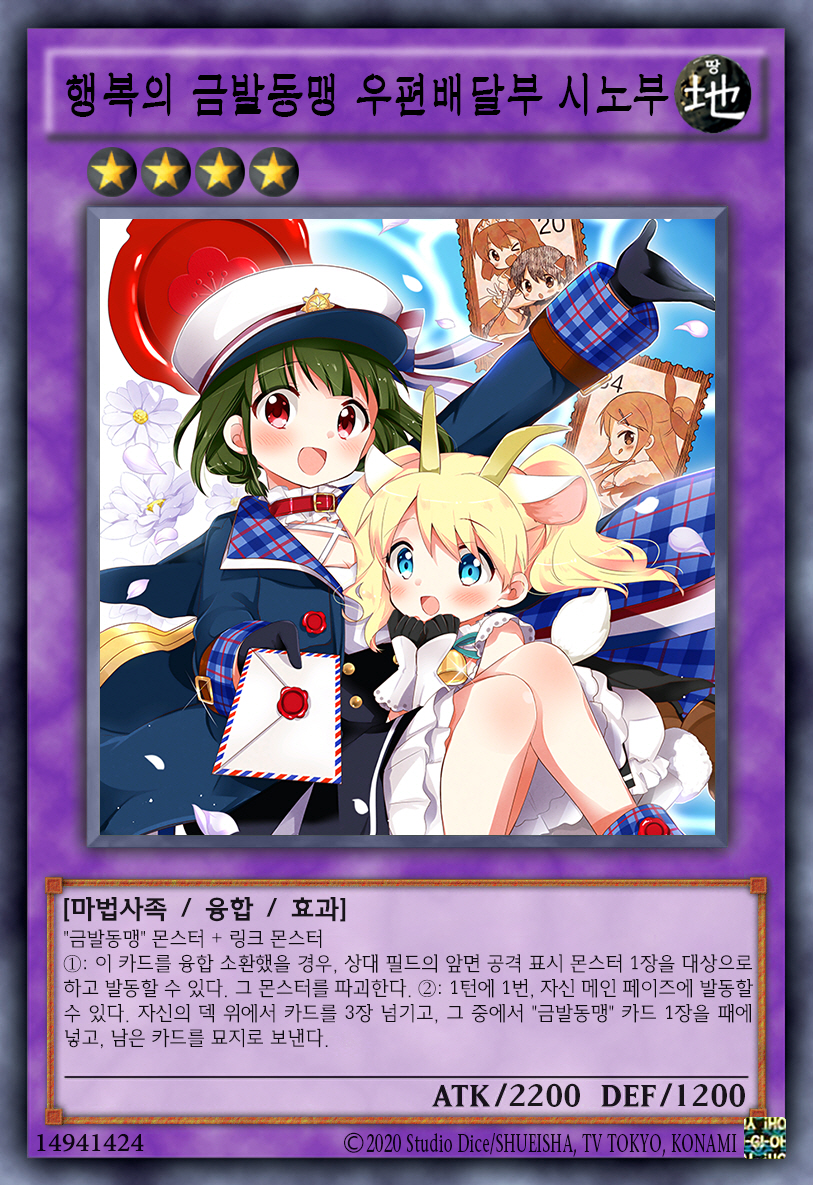 행복의 금발동맹 우편배달부 시노부
땅
地
20
34
[마법사족 / 융합 / 효과]
"금발동맹" 몬스터 + 링크 몬스터
①: 이 카드를 융합 소환했을 경우, 상대 필드의 앞면 공격 표시 몬스터 1장을 대상으로
하고 발동할 수 있다. 그 몬스터를 파괴한다. ②: 1턴에 1번, 자신 메인 페이즈에 발동할
수 있다. 자신의 덱 위에서 카드를 3장 넘기고, 그 중에서 "금발동맹" 카드 1장을 패에
넣고, 남은 카드를 묘지로 보낸다.
ATK/2200 DEF/1200
14941424
©2020 Studio Dice/SHUEISHA, TV TOKYO, KONAMI